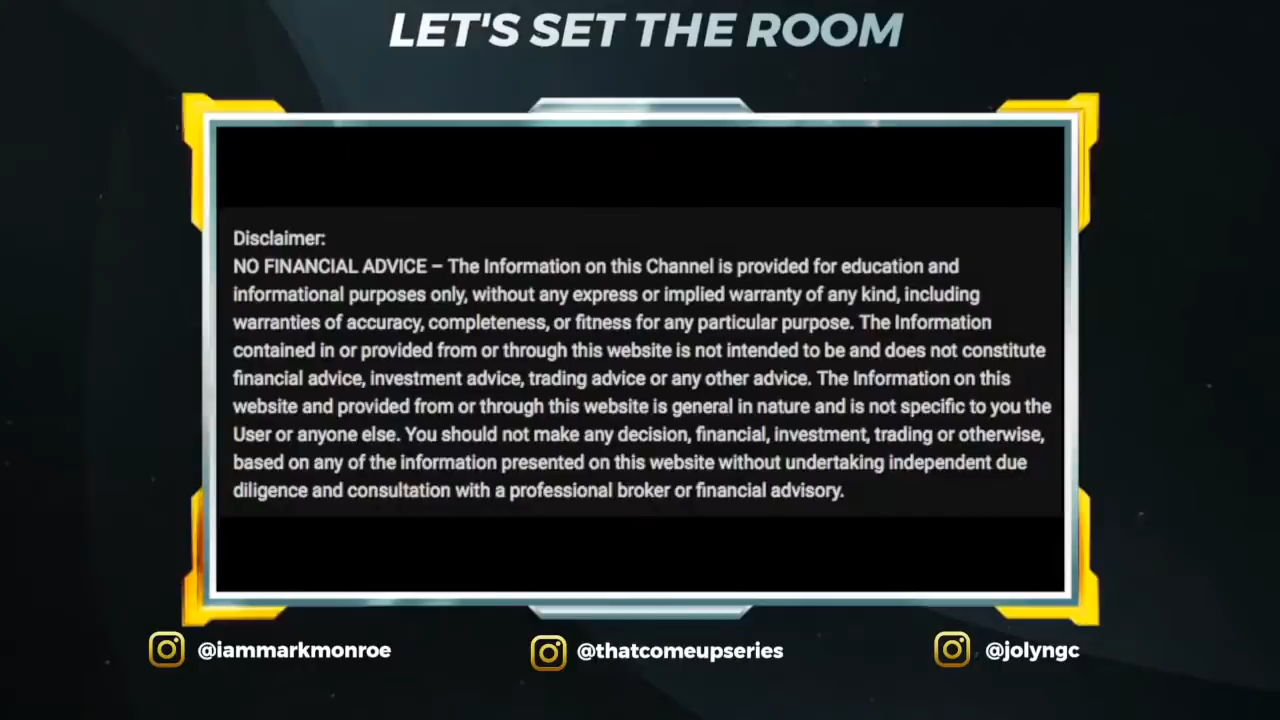 LET'S SET THE ROOM
Disclaimer:
NO FINANCIAL ADVICE – The Information on this Channel is provided for education and
informational purposes only, without any express or implied warranty of any kind, including
warranties of accuracy, completeness, or fitness for any particular purpose. The Information
contained in or provided from or through this website is not intended to be and does not constitute
financial advice, investment advice, trading advice or any other advice. The Information on this
website and provided from or through this website is general in nature and is not specific to you the
User or anyone else. You should not make any decision, financial, investment, trading or otherwise,
based on any of the information presented on this website without undertaking independent due
diligence and consultation with a professional broker or financial advisory.
@iammarkmonroe
@thatcomeupseries
@jolyngc